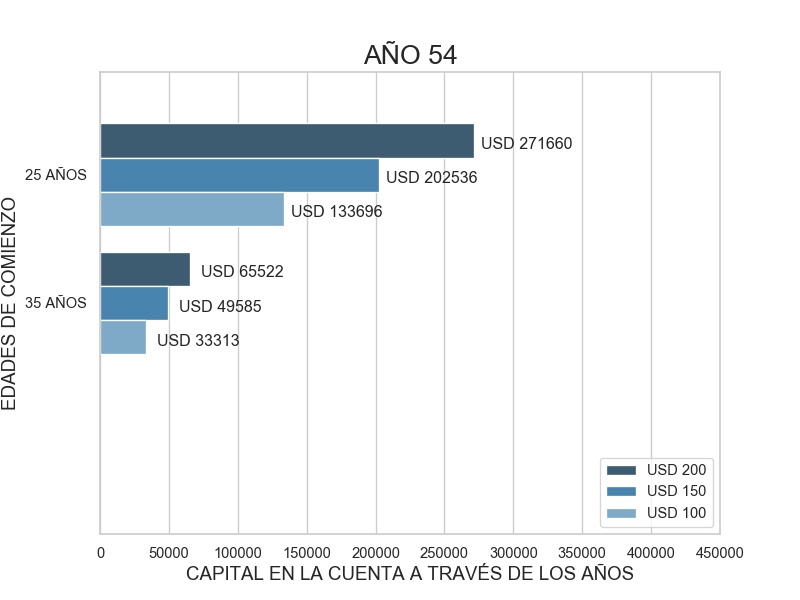 AÑO 54
EDADES DE COMIENZO
25 AÑOS
USD 271660
USD 202536
USD 133696
35 AÑOS
USD 65522
USD 49585
USD 33313
USD 200
USD 150
USD 100
0 50000 100000 150000 200000 250000 300000 350000 400000 450000
CAPITAL EN LA CUENTA A TRAVÉS DE LOS AÑOS